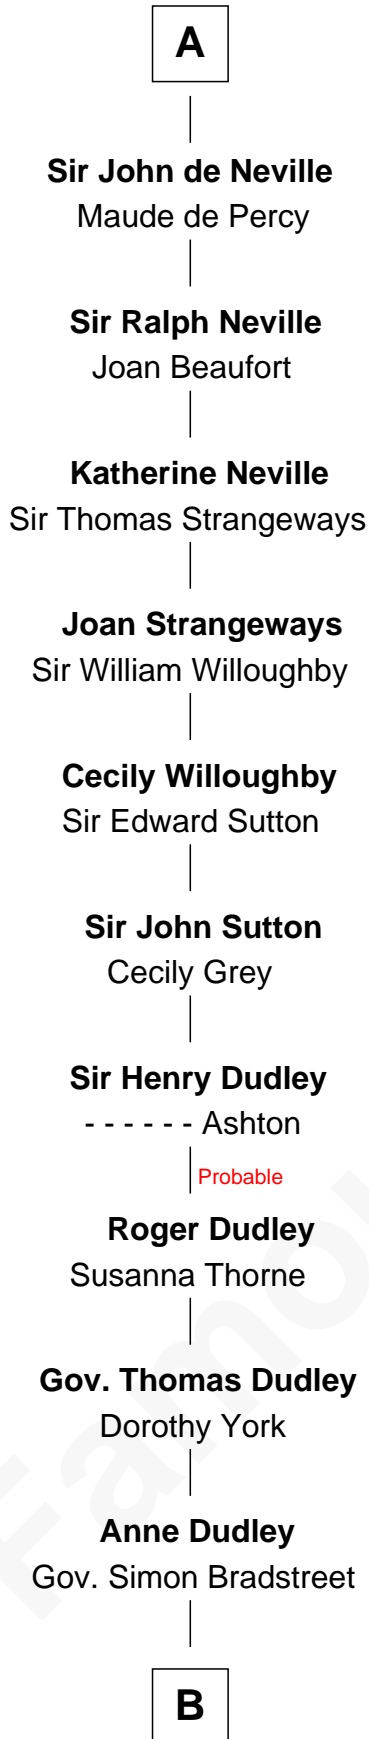 A
Sir John de Neville
Maude de Percy
Sir Ralph Neville
Joan Beaufort
Katherine Neville
Sir Thomas Strangeways
Joan Strangeways
Sir William Willoughby
Cecily Willoughby
Sir Edward Sutton
Sir John Sutton
Cecily Grey
Sir Henry Dudley
- - - - - - Ashton
Probable
Roger Dudley
Susanna Thorne
Gov. Thomas Dudley
Dorothy York
Anne Dudley
Gov. Simon Bradstreet
B